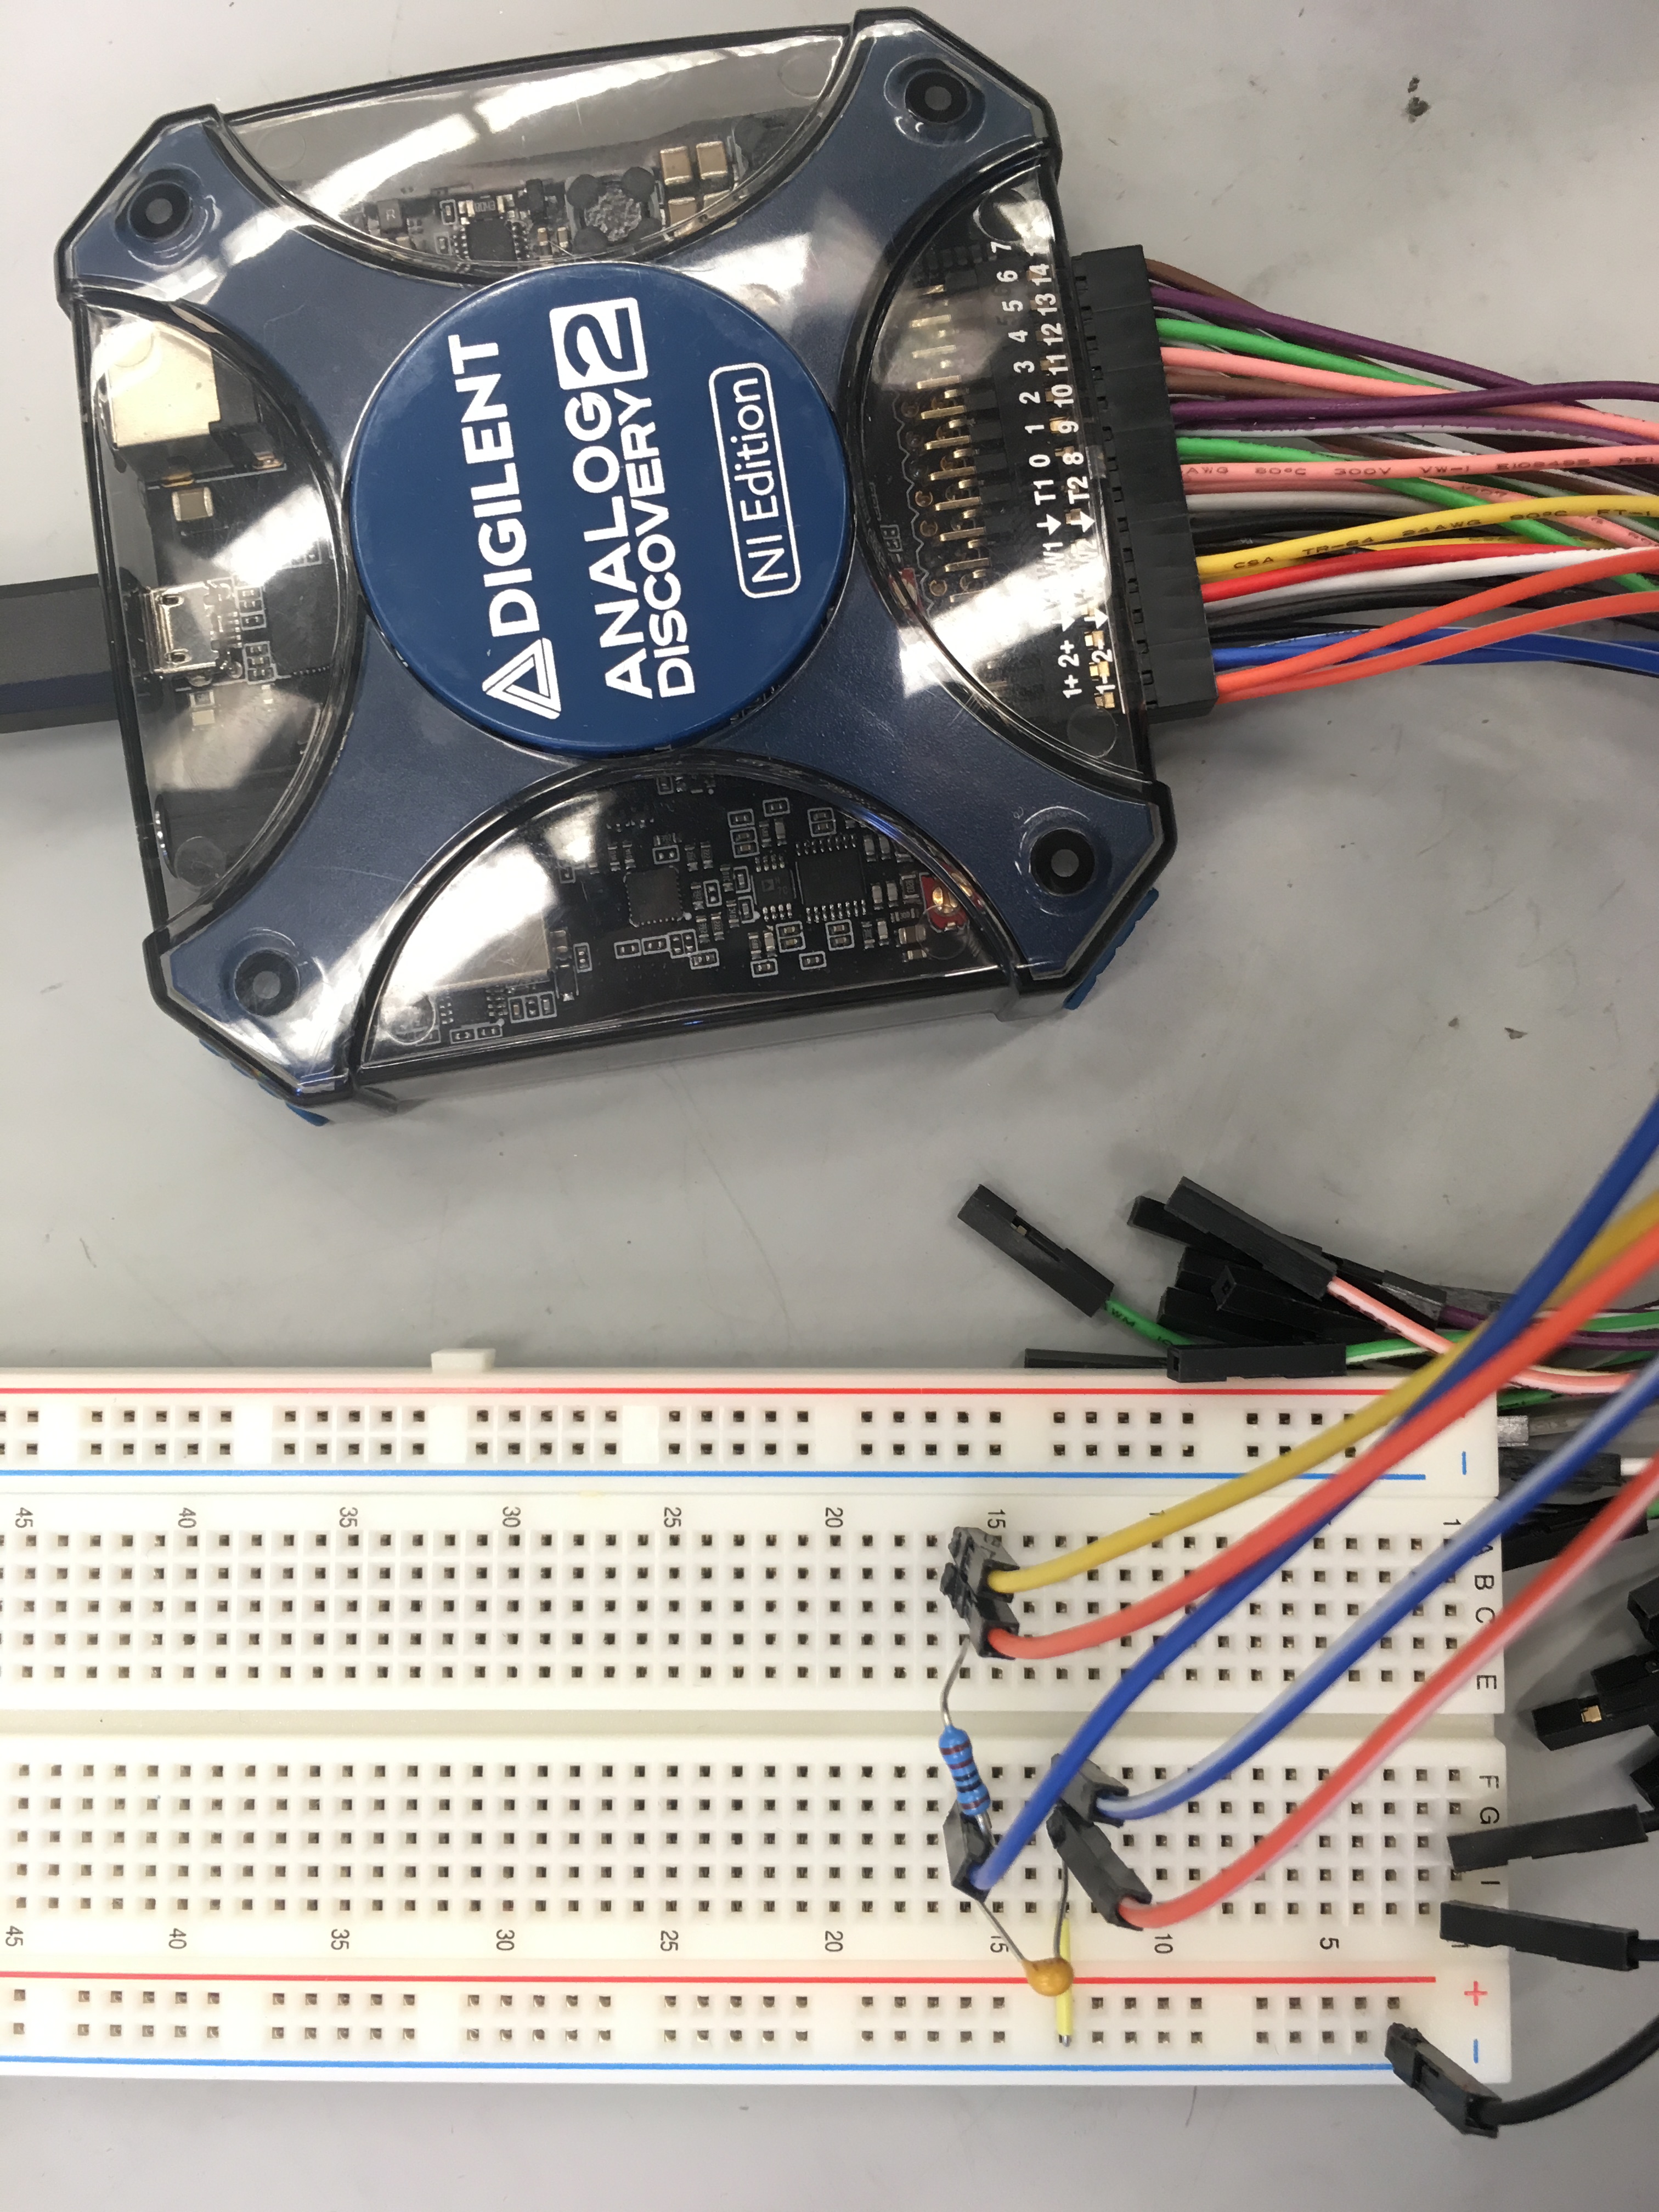 45 45
40 40
35 35
30 30
25 25
20 20
15 15
10
5
1
- +
I G F E C B A
-
DIGILENT
ANALOG
DISCOVERY 2
NI Edition
1+ 2+ ↓ W1 ↓ T1 0 1 2 3 4 5 6 7
1- 2- ↓ ↓ T2 8 9 10 11 12 13 14